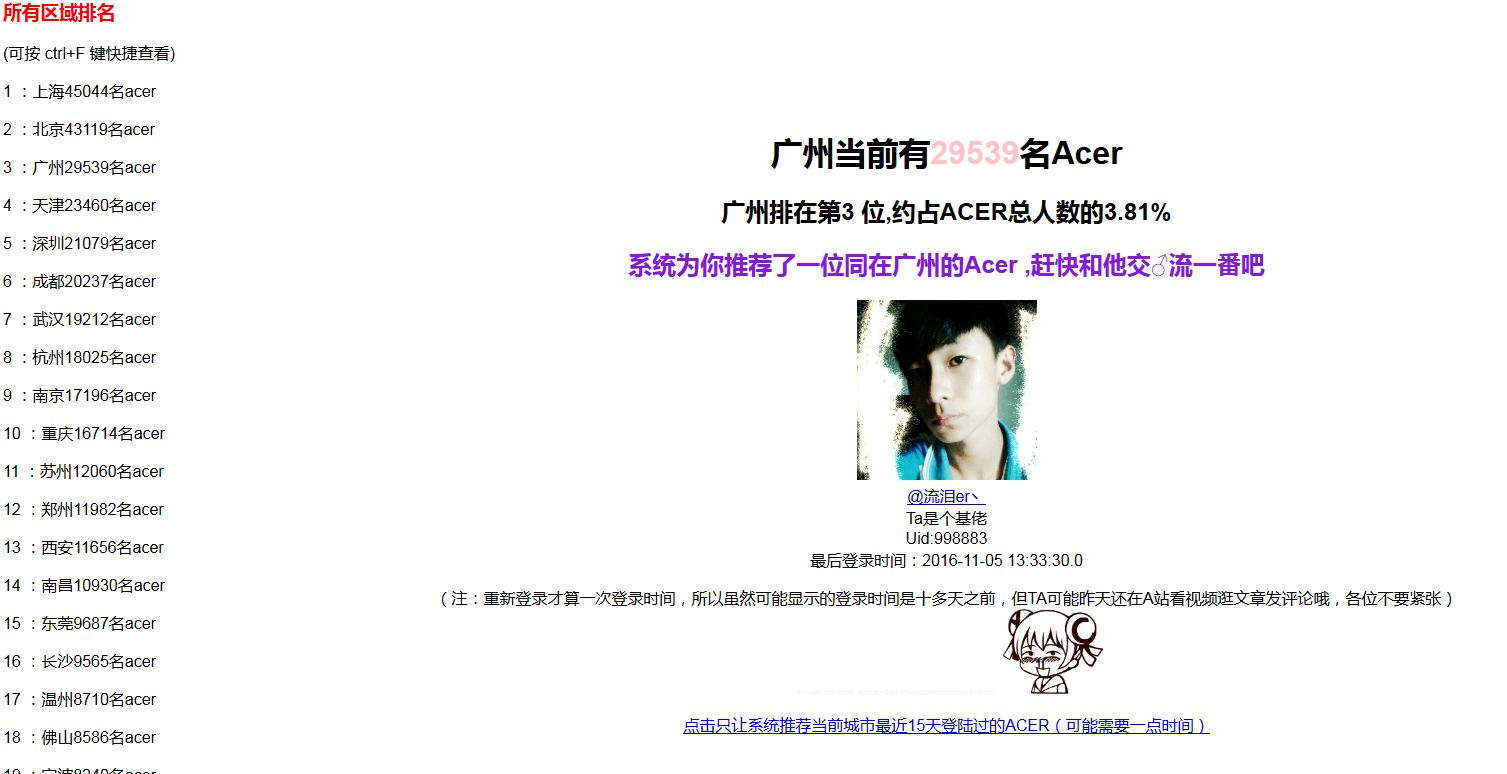 所有区域排名
(可按 ctrl+F 键快捷查看)
1 ：上海45044名acer
2 ：北京43119名acer
3 ：广州29539名acer
4 ：天津23460名acer
5 ：深圳21079名acer
6 ：成都20237名acer
7 ：武汉19212名acer
8 ：杭州18025名acer
9 ：南京17196名acer
10 ：重庆16714名acer
11 ：苏州12060名acer
12 ：郑州11982名acer
13 ：西安11656名acer
14 ：南昌10930名acer
15 ：东莞9687名acer
16 ：长沙9565名acer
17 ：温州8710名acer
18 ：佛山8586名acer
19 ：宁波8240名acer
广州当前有29539名Acer
广州排在第3 位,约占ACER总人数的3.81%
系统为你推荐了一位同在广州的Acer ,赶快和他交♂流一番吧
@流泪er丶
Ta是个基佬
Uid:998883
最后登录时间：2016-11-05 13:33:30.0
（注：重新登录才算一次登录时间，所以虽然可能显示的登录时间是十多天之前，但TA可能昨天还在A站看视频逛文章发评论哦，各位不要紧张）
点击只让系统推荐当前城市最近15天登陆过的ACER（可能需要一点时间）